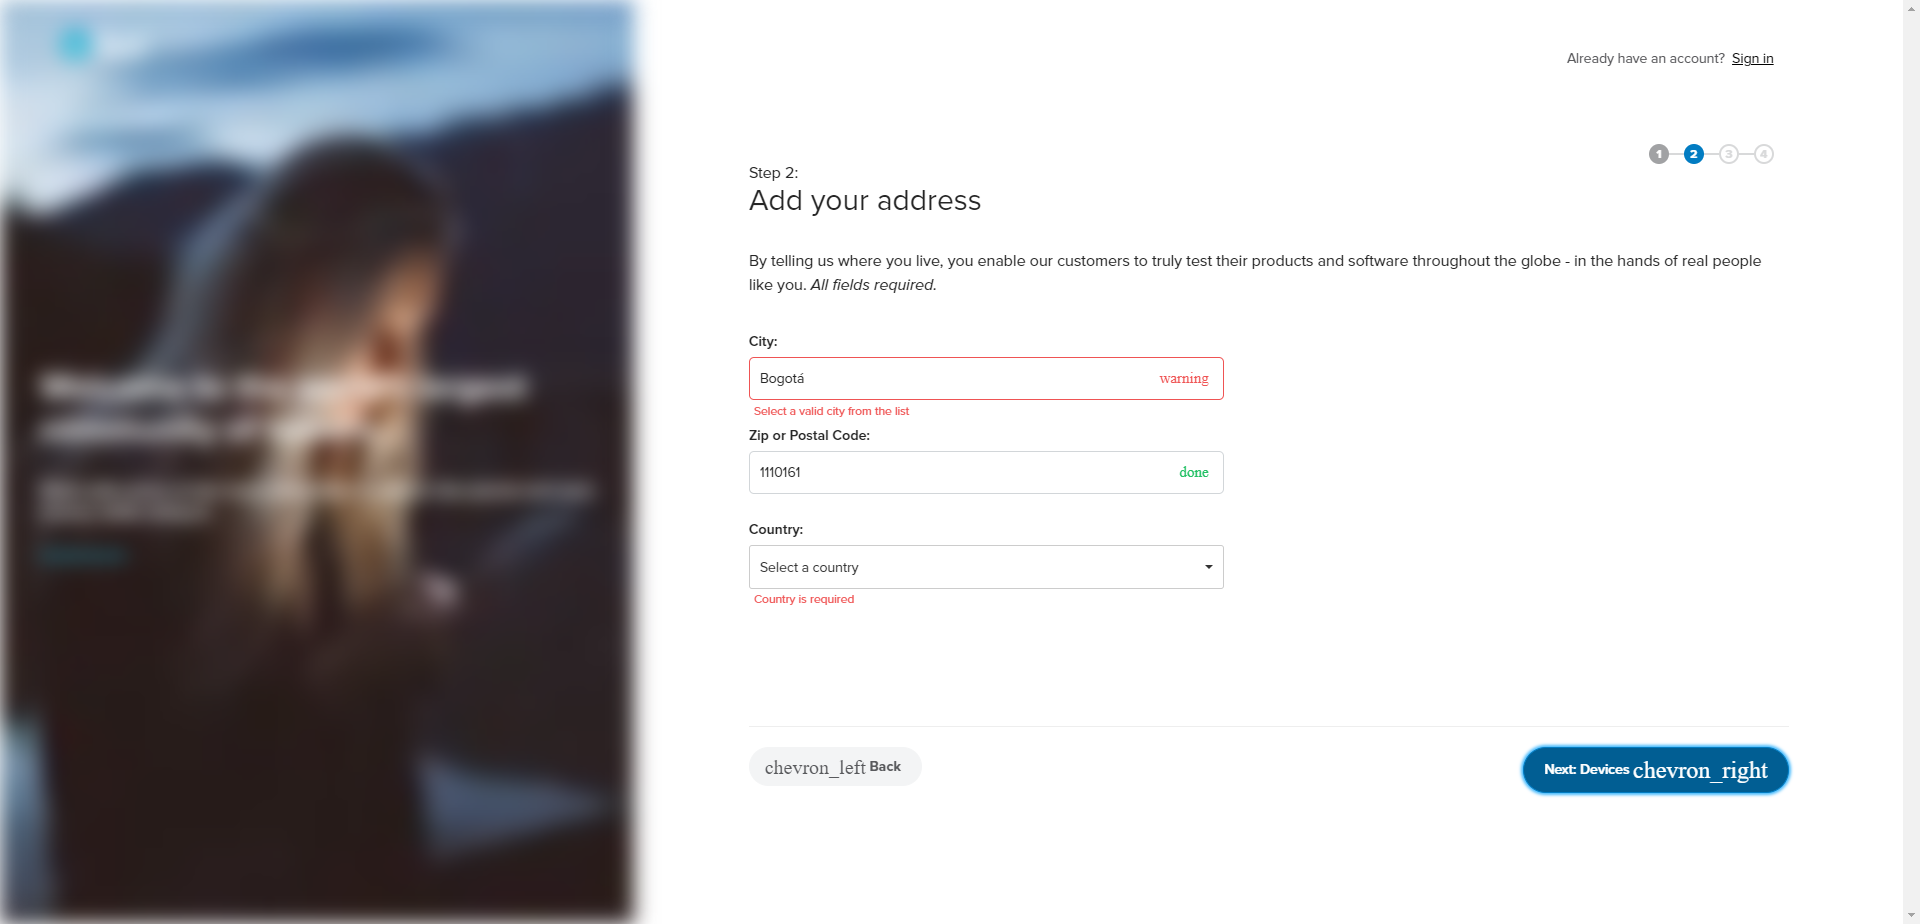 Already have an account? Sign in
1 2 3 4
Step 2:
Add your address
By telling us where you live, you enable our customers to truly test their products and software throughout the globe - in the hands of real people
like you. All fields required.
City:
Bogotá warning
Select a valid city from the list
Zip or Postal Code:
1110161 done
Country:
Select a country
Country is required
chevron_left Back
Next: Devices chevron_right